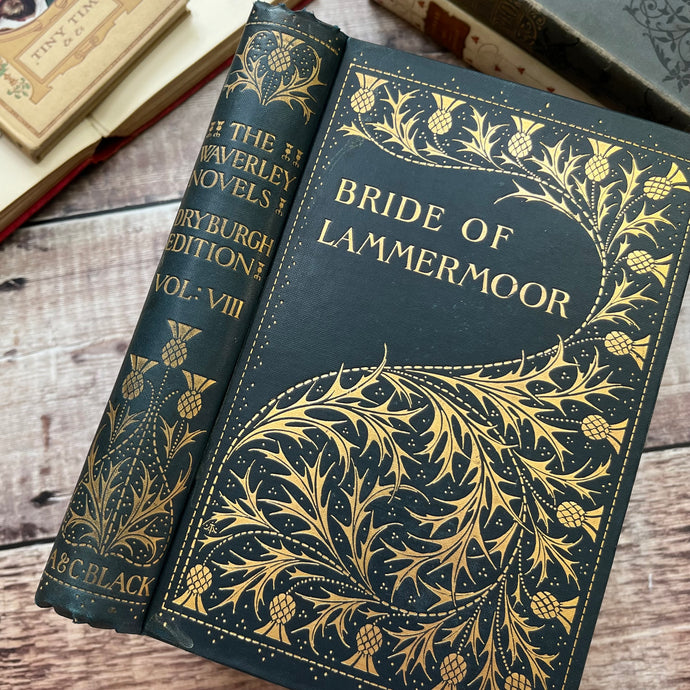 TINY TIM
&c
THE
WAVERLEY
NOVELS
DRYBURGH
EDITION
VOL: VIII
A&C·BLACK
BRIDE OF
LAMMERMOOR